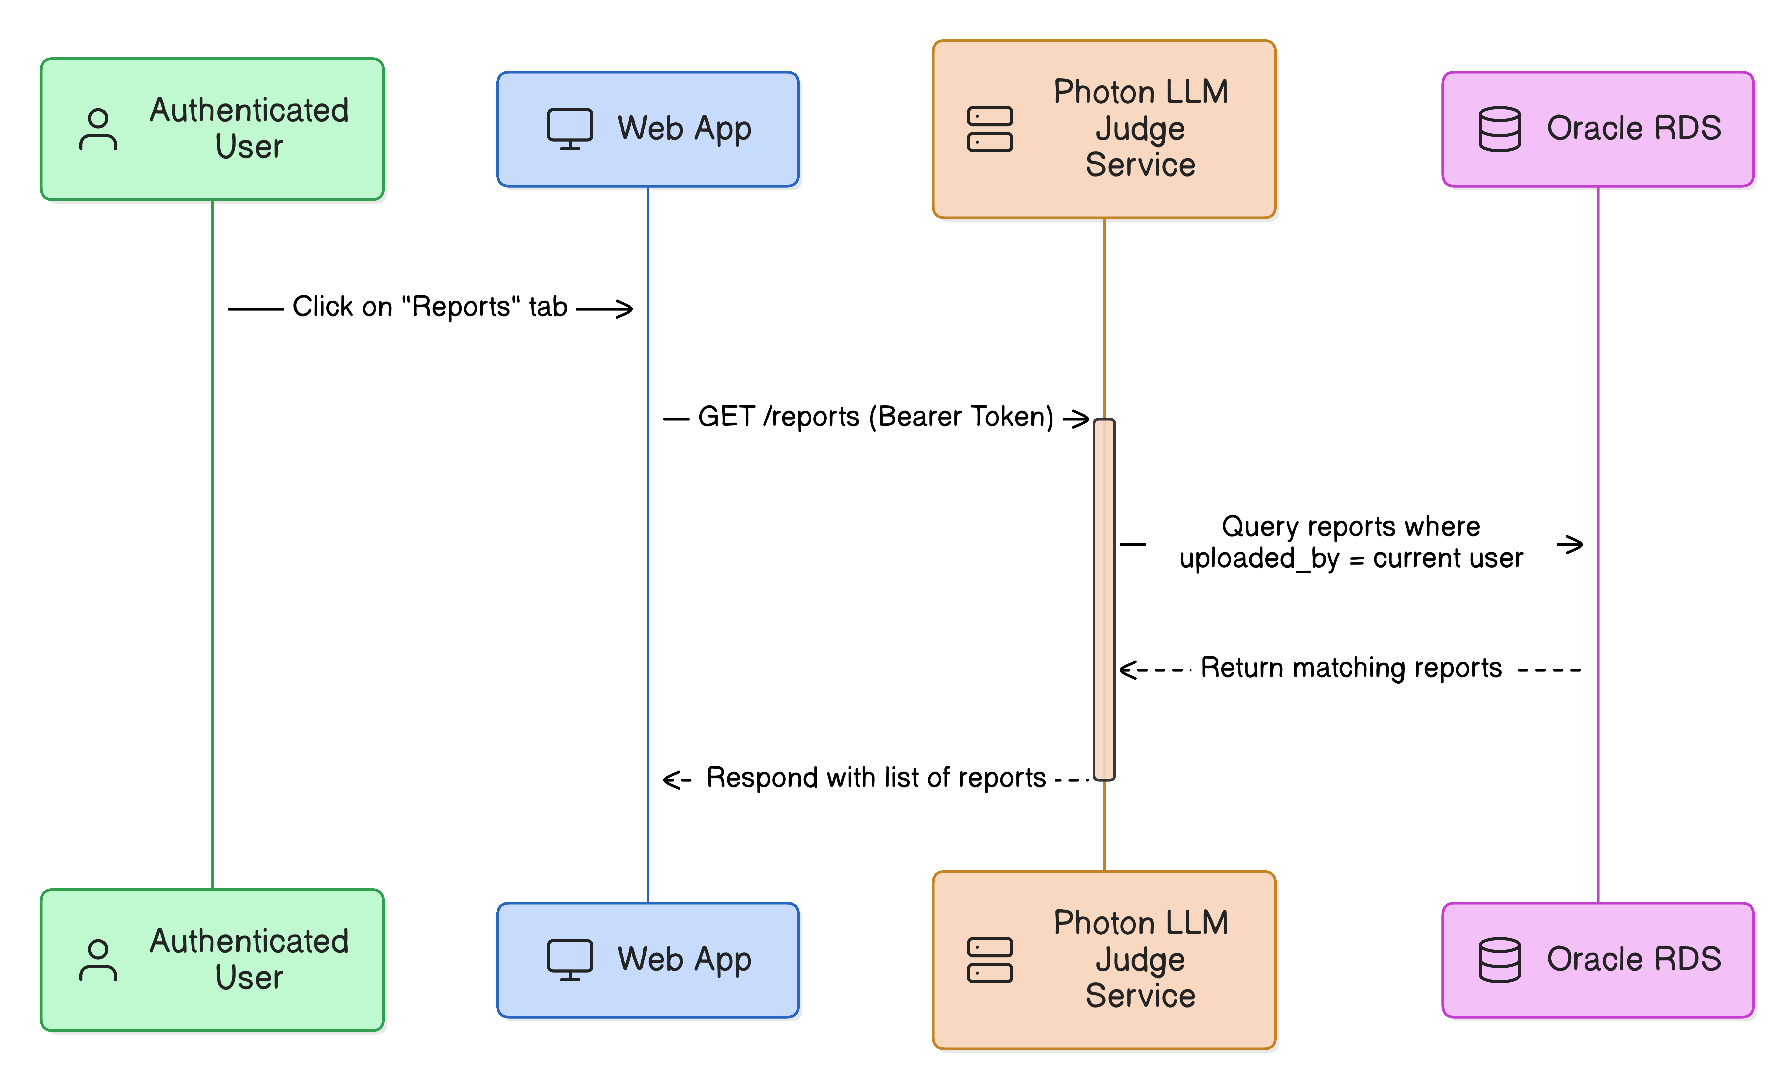 Authenticated
User
Web App
Photon LLM
Judge
Service
Oracle RDS
Click on "Reports" tab
GET /reports (Bearer Token)
Query reports where
uploaded_by = current user
Return matching reports
Respond with list of reports
Authenticated
User
Web App
Photon LLM
Judge
Service
Oracle RDS